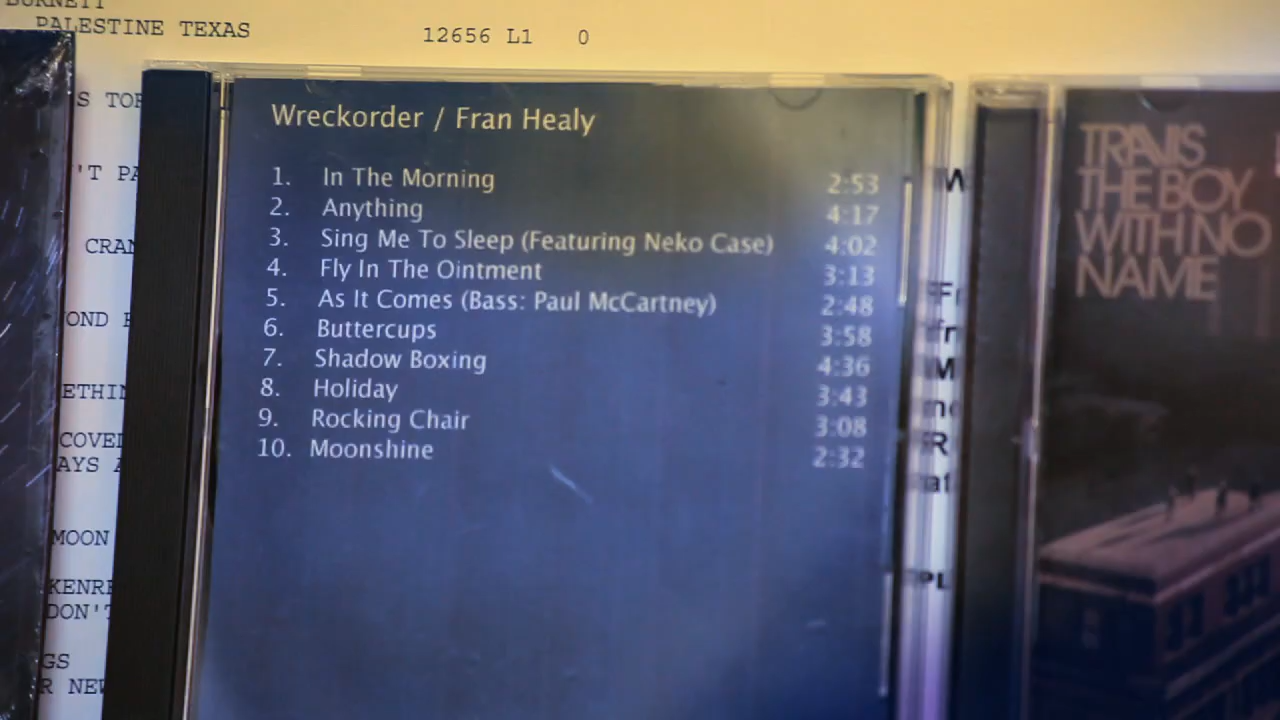 PALESTINE TEXAS 12656 L1 0
Wreckorder / Fran Healy
1. In The Morning 2:53
2. Anything 4:17
3. Sing Me To Sleep (Featuring Neko Case) 4:02
4. Fly In The Ointment 3:13
5. As It Comes (Bass: Paul McCartney) 2:48
6. Buttercups 3:58
7. Shadow Boxing 4:36
8. Holiday 3:43
9. Rocking Chair 3:08
10. Moonshine 2:32
TRAVIS
THE BOY
WITH NO
NAME
'T
MOON
DON'T